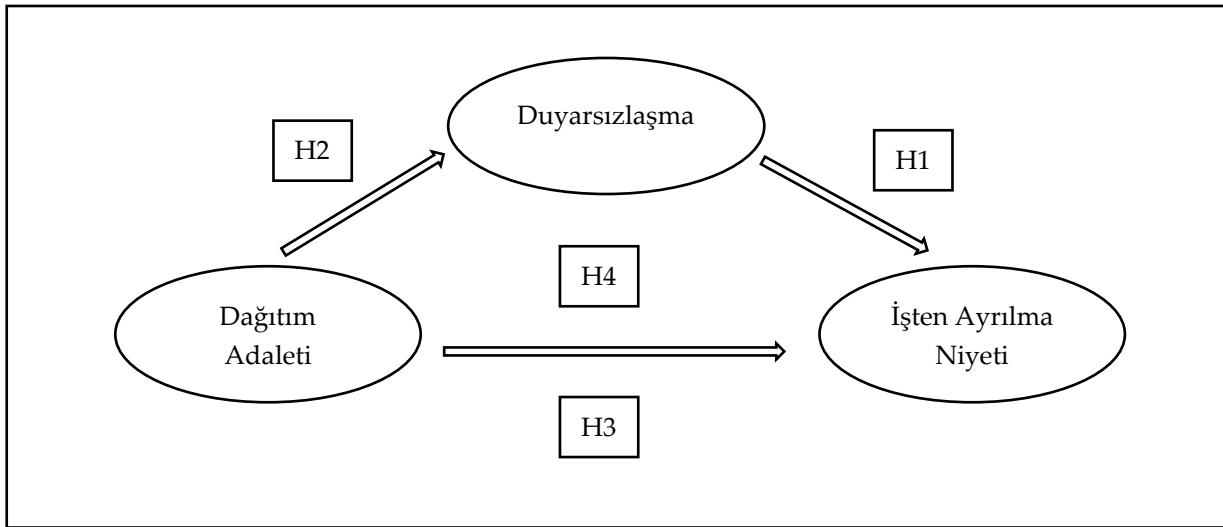 Duyarsızlaşma
H2
H1
H4
Dağıtım
Adaleti
İşten Ayrılma
Niyeti
H3